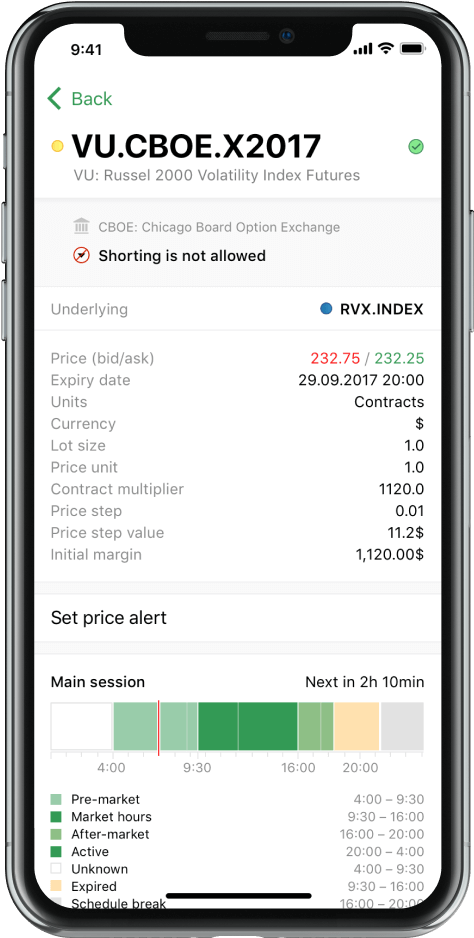 9:41
Back
VU.CBOE.X2017
VU: Russel 2000 Volatility Index Futures
CBOE: Chicago Board Option Exchange
Shorting is not allowed
Underlying RVX.INDEX
Price (bid/ask) 232.75 / 232.25
Expiry date 29.09.2017 20:00
Units Contracts
Currency $
Lot size 1.0
Price unit 1.0
Contract multiplier 1120.0
Price step 0.01
Price step value 11.2$
Initial margin 1,120.00$
Set price alert
Main session Next in 2h 10min
4:00 9:30 16:00 20:00
Pre-market 4:00 – 9:30
Market hours 9:30 – 16:00
After-market 16:00 – 20:00
Active 20:00 – 4:00
Unknown 4:00 – 9:30
Expired 9:30 – 16:00
Schedule break 16:00 – 20:00